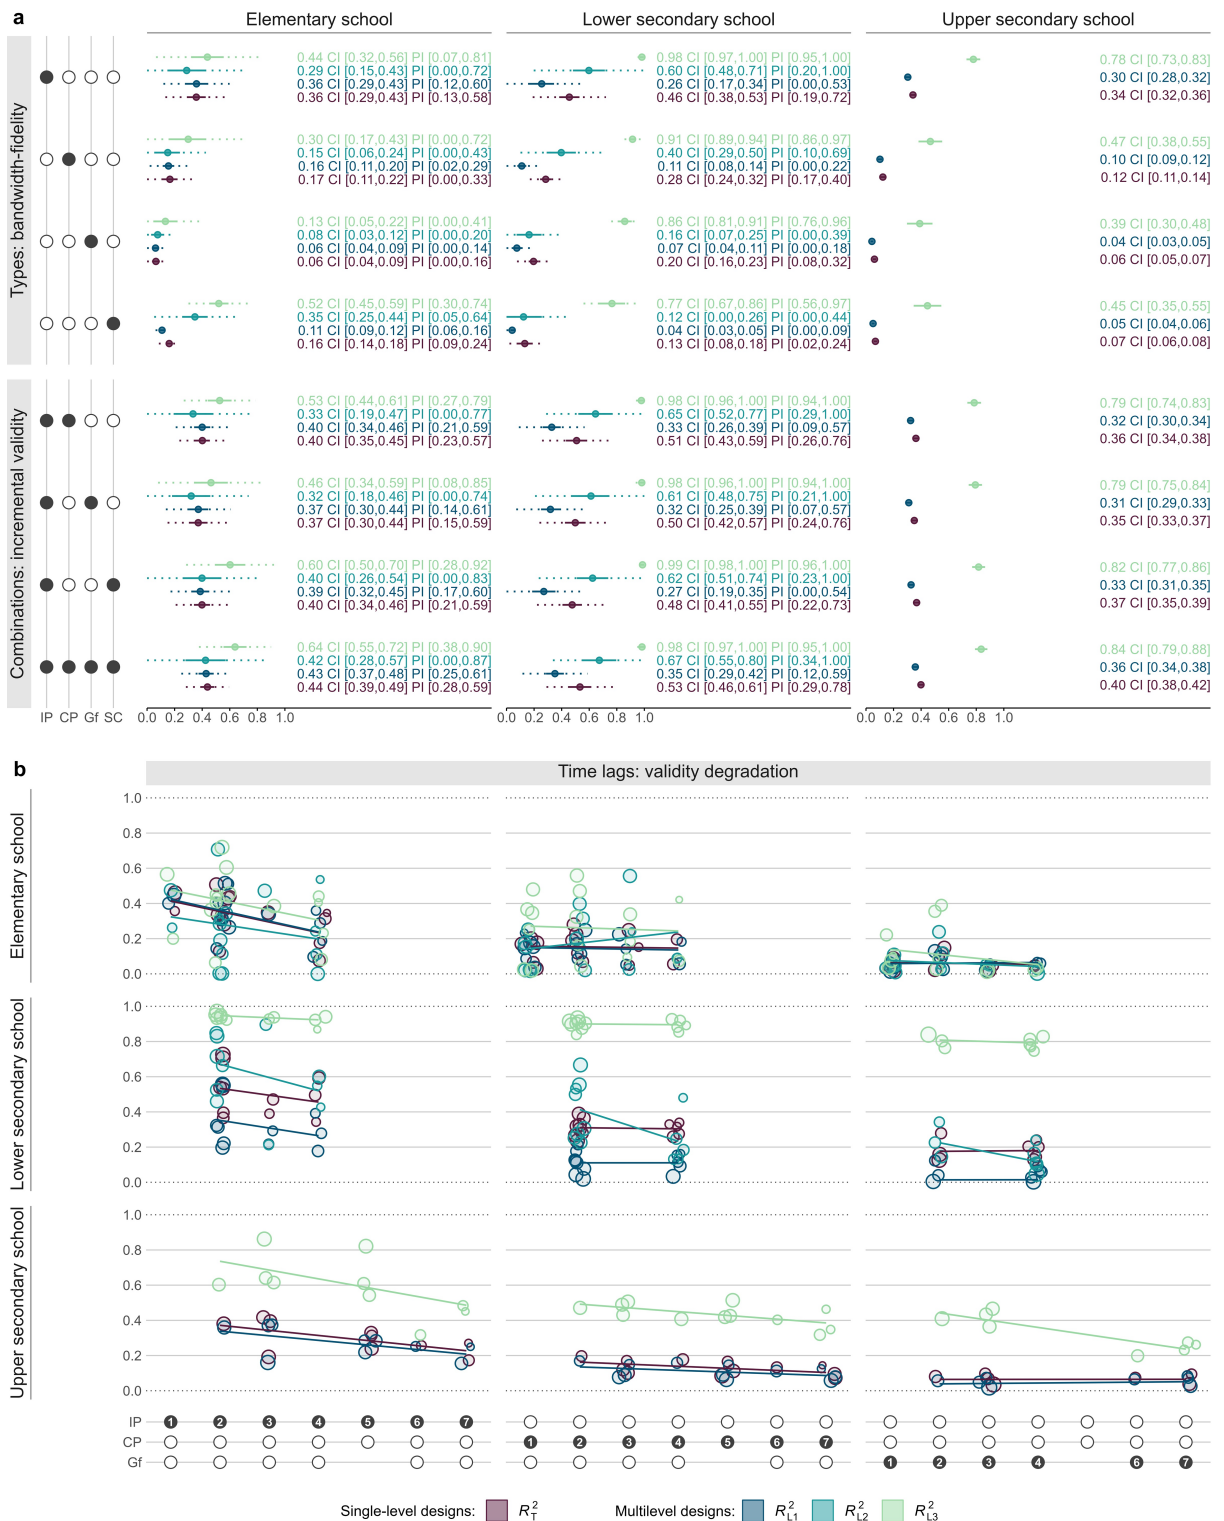 a
Elementary school
Lower secondary school
Upper secondary school
Types: bandwidth-fidelity
0.44 CI [0.32,0.56] PI [0.07,0.81]
0.29 CI [0.15,0.43] PI [0.00,0.72]
0.36 CI [0.29,0.43] PI [0.12,0.60]
0.36 CI [0.29,0.43] PI [0.13,0.58]
0.98 CI [0.97,1.00] PI [0.95,1.00]
0.60 CI [0.48,0.71] PI [0.20,1.00]
0.26 CI [0.17,0.34] PI [0.00,0.53]
0.46 CI [0.38,0.53] PI [0.19,0.72]
0.78 CI [0.73,0.83]
0.30 CI [0.28,0.32]
0.34 CI [0.32,0.36]
0.30 CI [0.17,0.43] PI [0.00,0.72]
0.15 CI [0.06,0.24] PI [0.00,0.43]
0.16 CI [0.11,0.20] PI [0.02,0.29]
0.17 CI [0.11,0.22] PI [0.00,0.33]
0.91 CI [0.89,0.94] PI [0.86,0.97]
0.40 CI [0.29,0.50] PI [0.10,0.69]
0.11 CI [0.08,0.14] PI [0.00,0.22]
0.28 CI [0.24,0.32] PI [0.17,0.40]
0.47 CI [0.38,0.55]
0.10 CI [0.09,0.12]
0.12 CI [0.11,0.14]
0.13 CI [0.05,0.22] PI [0.00,0.41]
0.08 CI [0.03,0.12] PI [0.00,0.20]
0.06 CI [0.04,0.09] PI [0.00,0.14]
0.06 CI [0.04,0.09] PI [0.00,0.16]
0.86 CI [0.81,0.91] PI [0.76,0.96]
0.16 CI [0.07,0.25] PI [0.00,0.39]
0.07 CI [0.04,0.11] PI [0.00,0.18]
0.20 CI [0.16,0.23] PI [0.08,0.32]
0.39 CI [0.30,0.48]
0.04 CI [0.03,0.05]
0.06 CI [0.05,0.07]
0.52 CI [0.45,0.59] PI [0.30,0.74]
0.35 CI [0.25,0.44] PI [0.05,0.64]
0.11 CI [0.09,0.12] PI [0.06,0.16]
0.16 CI [0.14,0.18] PI [0.09,0.24]
0.77 CI [0.67,0.86] PI [0.56,0.97]
0.12 CI [0.00,0.26] PI [0.00,0.44]
0.04 CI [0.03,0.05] PI [0.00,0.09]
0.13 CI [0.08,0.18] PI [0.02,0.24]
0.45 CI [0.35,0.55]
0.05 CI [0.04,0.06]
0.07 CI [0.06,0.08]
Combinations: incremental validity
0.53 CI [0.44,0.61] PI [0.27,0.79]
0.33 CI [0.19,0.47] PI [0.00,0.77]
0.40 CI [0.34,0.46] PI [0.21,0.59]
0.40 CI [0.35,0.45] PI [0.23,0.57]
0.98 CI [0.96,1.00] PI [0.94,1.00]
0.65 CI [0.52,0.77] PI [0.29,1.00]
0.33 CI [0.26,0.39] PI [0.09,0.57]
0.51 CI [0.43,0.59] PI [0.26,0.76]
0.79 CI [0.74,0.83]
0.32 CI [0.30,0.34]
0.36 CI [0.34,0.38]
0.46 CI [0.34,0.59] PI [0.08,0.85]
0.32 CI [0.18,0.46] PI [0.00,0.74]
0.37 CI [0.30,0.44] PI [0.14,0.61]
0.37 CI [0.30,0.44] PI [0.15,0.59]
0.98 CI [0.96,1.00] PI [0.94,1.00]
0.61 CI [0.48,0.75] PI [0.21,1.00]
0.32 CI [0.25,0.39] PI [0.07,0.57]
0.50 CI [0.42,0.57] PI [0.24,0.76]
0.79 CI [0.75,0.84]
0.31 CI [0.29,0.33]
0.35 CI [0.33,0.37]
0.60 CI [0.50,0.70] PI [0.28,0.92]
0.40 CI [0.26,0.54] PI [0.00,0.83]
0.39 CI [0.32,0.45] PI [0.17,0.60]
0.40 CI [0.34,0.46] PI [0.21,0.59]
0.99 CI [0.98,1.00] PI [0.96,1.00]
0.62 CI [0.51,0.74] PI [0.23,1.00]
0.27 CI [0.19,0.35] PI [0.00,0.54]
0.48 CI [0.41,0.55] PI [0.22,0.73]
0.82 CI [0.77,0.86]
0.33 CI [0.31,0.35]
0.37 CI [0.35,0.39]
0.64 CI [0.55,0.72] PI [0.38,0.90]
0.42 CI [0.28,0.57] PI [0.00,0.87]
0.43 CI [0.37,0.48] PI [0.25,0.61]
0.44 CI [0.39,0.49] PI [0.28,0.59]
0.98 CI [0.97,1.00] PI [0.95,1.00]
0.67 CI [0.55,0.80] PI [0.34,1.00]
0.35 CI [0.29,0.42] PI [0.12,0.59]
0.53 CI [0.46,0.61] PI [0.29,0.78]
0.84 CI [0.79,0.88]
0.36 CI [0.34,0.38]
0.40 CI [0.38,0.42]
IP CP Gf SC
0.0 0.2 0.4 0.6 0.8 1.0
0.0 0.2 0.4 0.6 0.8 1.0
0.0 0.2 0.4 0.6 0.8 1.0
b
Time lags: validity degradation
Elementary school
1.0
0.8
0.6
0.4
0.2
0.0
Lower secondary school
1.0
0.8
0.6
0.4
0.2
0.0
Upper secondary school
1.0
0.8
0.6
0.4
0.2
0.0
IP 1 2 3 4 5 6 7
CP 1 2 3 4 5 6 7
Gf 1 2 3 4 6 7
Single-level designs: R²T Multilevel designs: R²L1 R²L2 R²L3